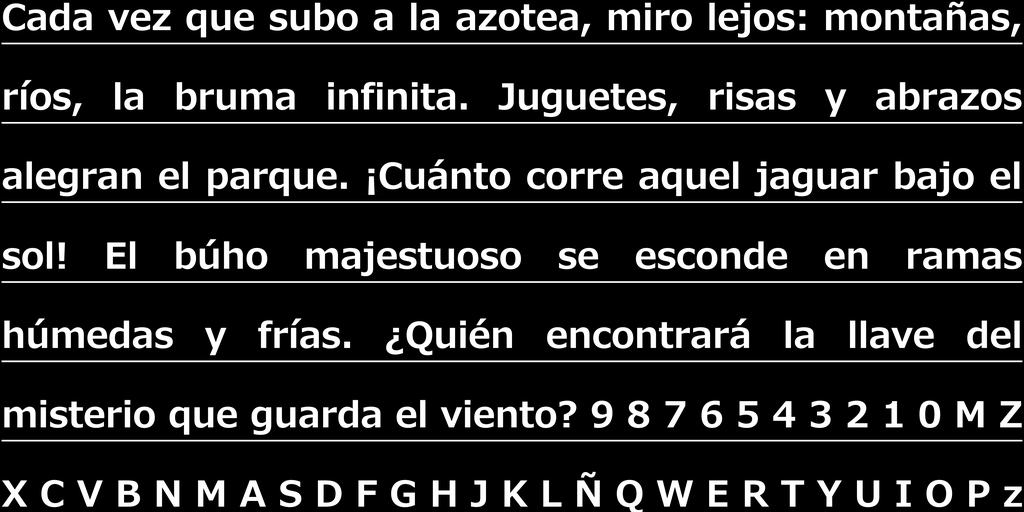 Cada vez que subo a la azotea, miro lejos: montañas,
ríos, la bruma infinita. Juguetes, risas y abrazos
alegran el parque. ¡Cuánto corre aquel jaguar bajo el
sol! El búho majestuoso se esconde en ramas
húmedas y frías. ¿Quién encontrará la llave del
misterio que guarda el viento? 9 8 7 6 5 4 3 2 1 0 M Z
X C V B N M A S D F G H J K L Ñ Q W E R T Y U I O P z